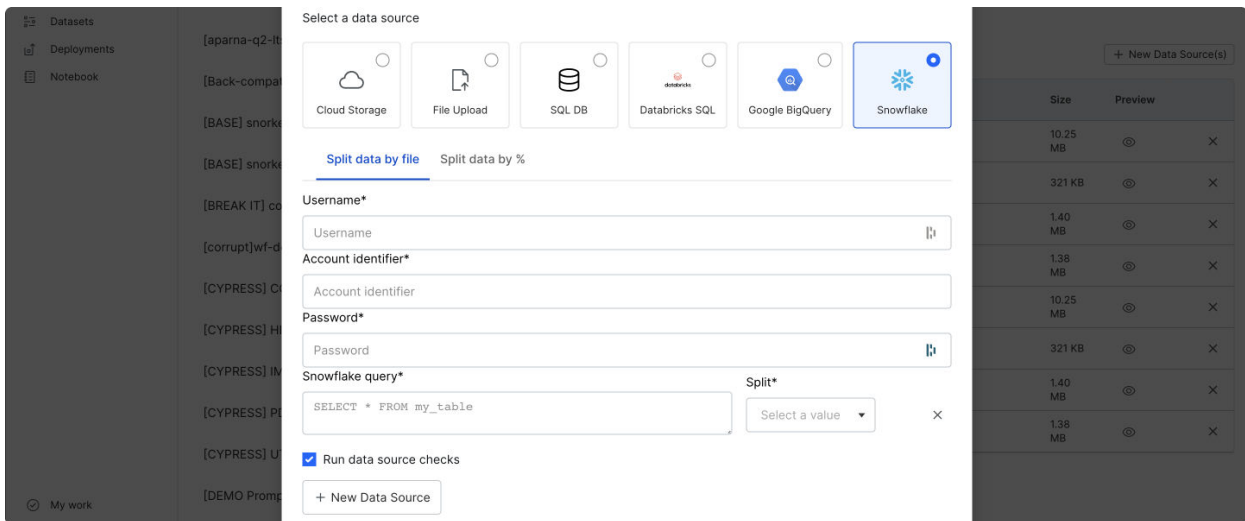 Datasets
Deployments
Notebook
My work
[aparna-q2-lts
[Back-compat
[BASE] snorke
[BASE] snorke
[BREAK IT] co
[corrupt]wf-d
[CYPRESS] C
[CYPRESS] H
[CYPRESS] IM
[CYPRESS] P
[CYPRESS] U
[DEMO Promp
Select a data source
Cloud Storage
File Upload
SQL DB
databricks
Databricks SQL
Google BigQuery
Snowflake
Split data by file Split data by %
Username*
Username
Account identifier*
Account identifier
Password*
Password
Snowflake query* Split*
SELECT * FROM my_table Select a value
Run data source checks
+ New Data Source
+ New Data Source(s)
Size Preview
10.25
MB
321 KB
1.40
MB
1.38
MB
10.25
MB
321 KB
1.40
MB
1.38
MB